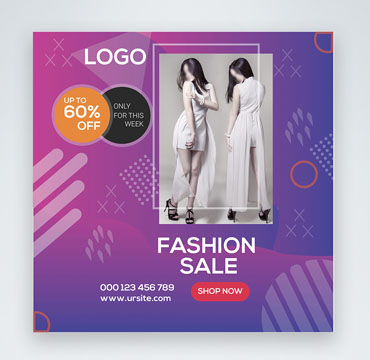 LOGO
UP TO
60%
OFF
ONLY
FOR THIS
WEEK
FASHION
SALE
000 123 456 789
www.ursite.com
SHOP NOW